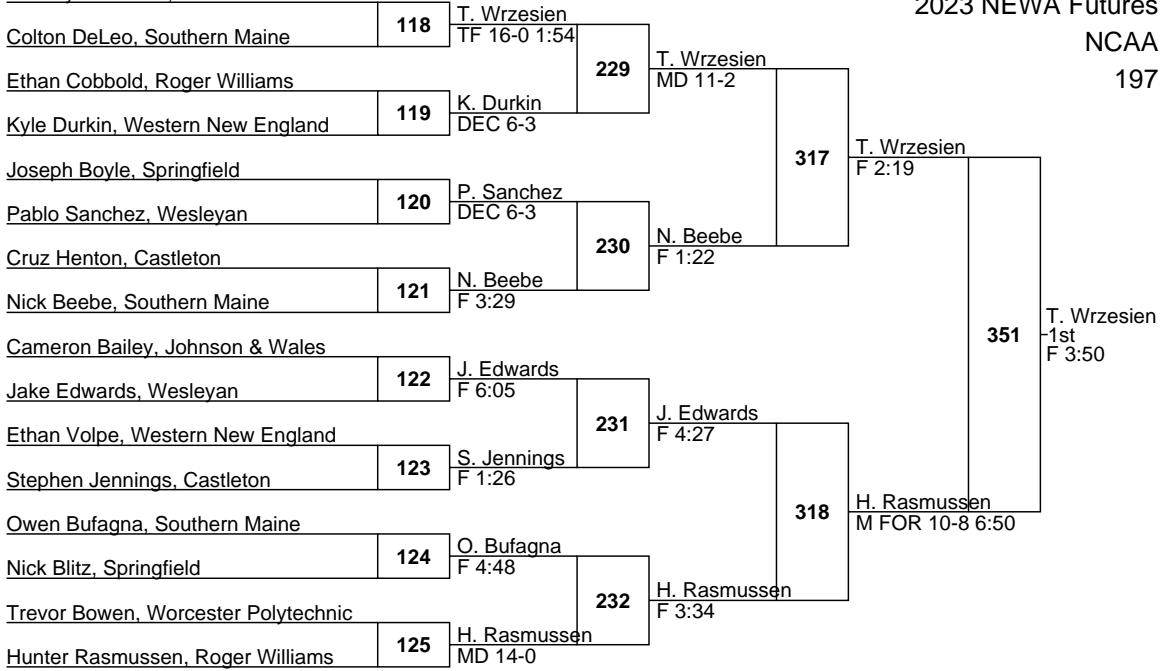 2023 NEWA Futures
NCAA
197
Colton DeLeo, Southern Maine
Ethan Cobbold, Roger Williams
Kyle Durkin, Western New England
Joseph Boyle, Springfield
Pablo Sanchez, Wesleyan
Cruz Henton, Castleton
Nick Beebe, Southern Maine
Cameron Bailey, Johnson & Wales
Jake Edwards, Wesleyan
Ethan Volpe, Western New England
Stephen Jennings, Castleton
Owen Bufagna, Southern Maine
Nick Blitz, Springfield
Trevor Bowen, Worcester Polytechnic
Hunter Rasmussen, Roger Williams
118
119
120
121
122
123
124
125
T. Wrzesien
TF 16-0 1:54
K. Durkin
DEC 6-3
P. Sanchez
DEC 6-3
N. Beebe
F 3:29
J. Edwards
F 6:05
S. Jennings
F 1:26
O. Bufagna
F 4:48
H. Rasmussen
MD 14-0
229
230
231
232
T. Wrzesien
MD 11-2
N. Beebe
F 1:22
J. Edwards
F 4:27
H. Rasmussen
F 3:34
317
318
T. Wrzesien
F 2:19
H. Rasmussen
M FOR 10-8 6:50
351
T. Wrzesien
1st
F 3:50